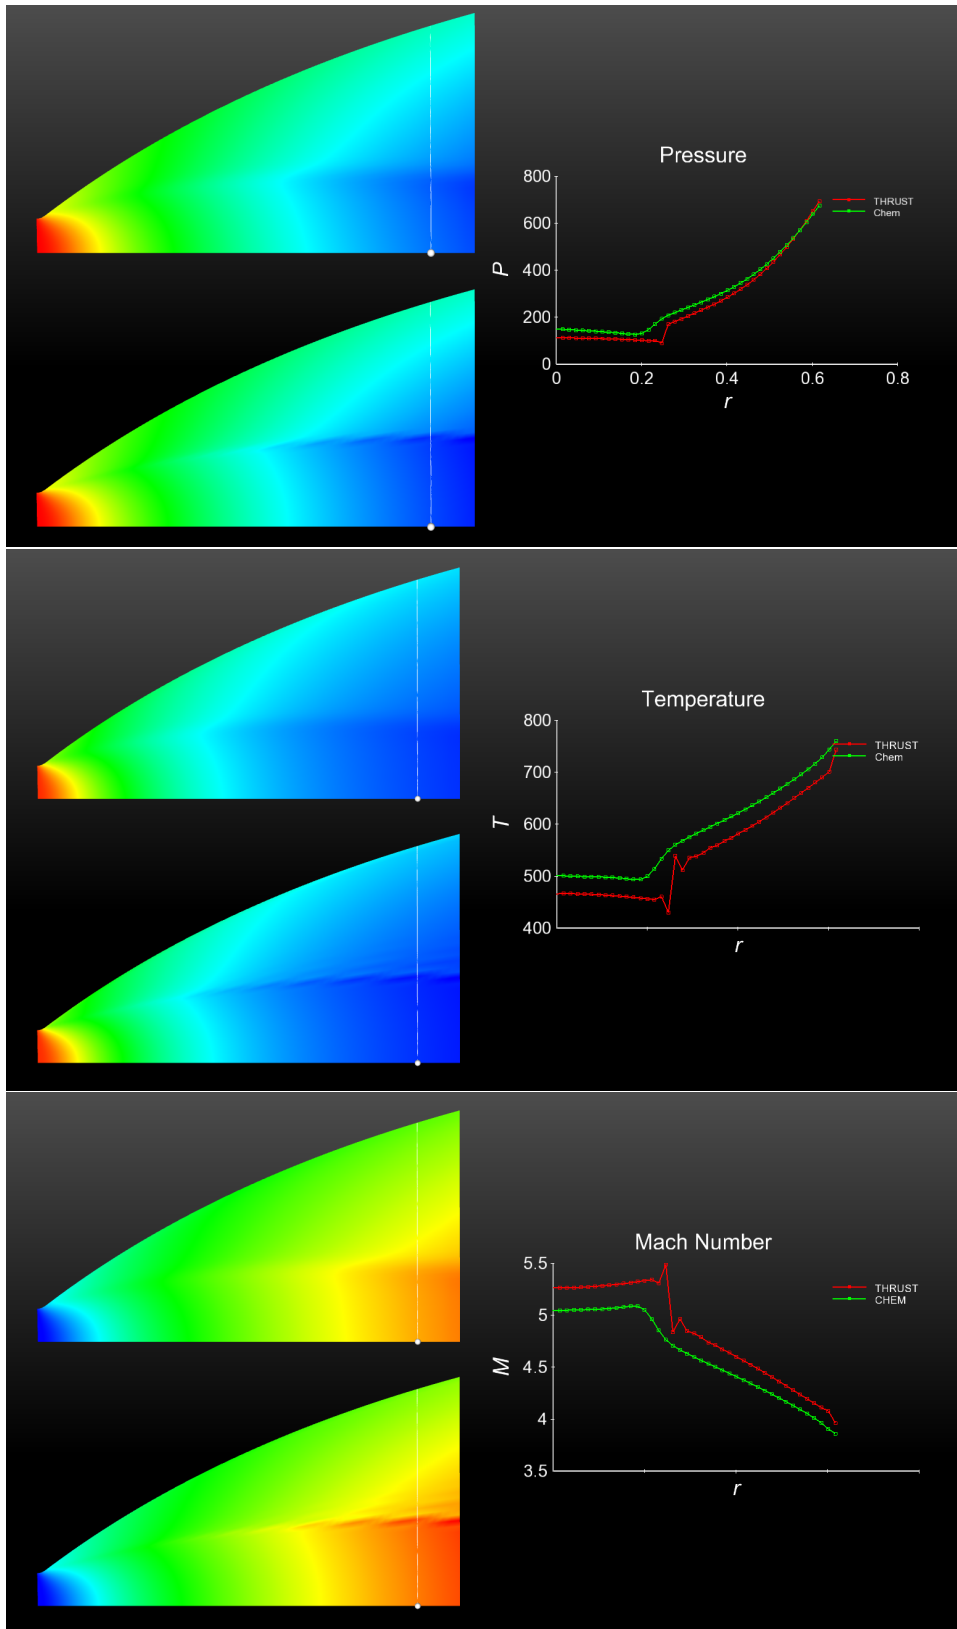 Pressure
800
THRUST
Chem
600
P
400
200
0
0 0.2 0.4 0.6 0.8
r
Temperature
800
THRUST
Chem
700
600
T
500
400
r
Mach Number
5.5
THRUST
CHEM
5
4.5
M
4
3.5
r